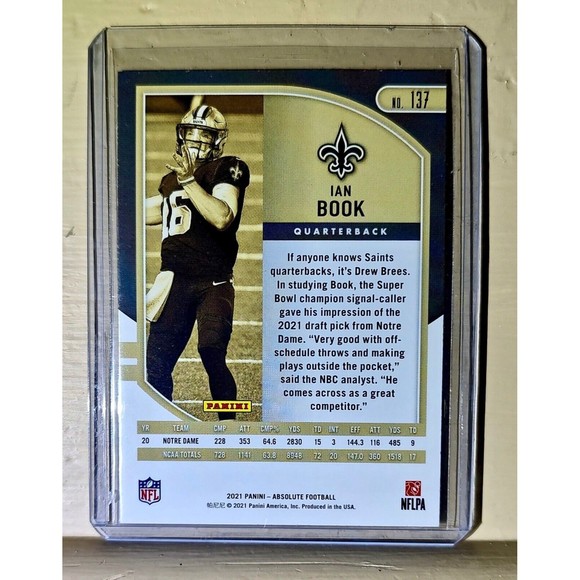 NO. 137
IAN
BOOK
QUARTERBACK
16
If anyone knows Saints
quarterbacks, it's Drew Brees.
In studying Book, the Super
Bowl champion signal-caller
gave his impression of the
2021 draft pick from Notre
Dame. "Very good with off-
schedule throws and making
plays outside the pocket,"
said the NBC analyst. "He
comes across as a great
competitor."
PANINI
YR TEAM CMP ATT CMP% YDS TD INT EFF ATT YDS TD
20 NOTRE DAME 228 353 64.6 2830 15 3 144.3 116 485 9
NCAA TOTALS 728 1141 63.8 8948 72 20 147.0 360 1518 17
NFL
2021 PANINI – ABSOLUTE FOOTBALL
帕尼尼 © 2021 Panini America, Inc. Produced in the USA.
NFLPA